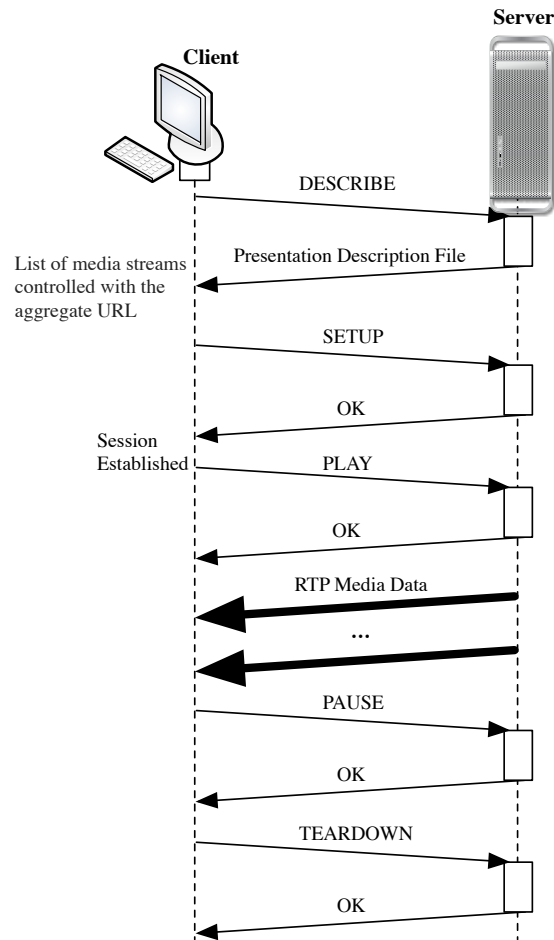 Server
Client
DESCRIBE
Presentation Description File
List of media streams
controlled with the
aggregate URL
SETUP
OK
Session
Established
PLAY
OK
RTP Media Data
...
PAUSE
OK
TEARDOWN
OK